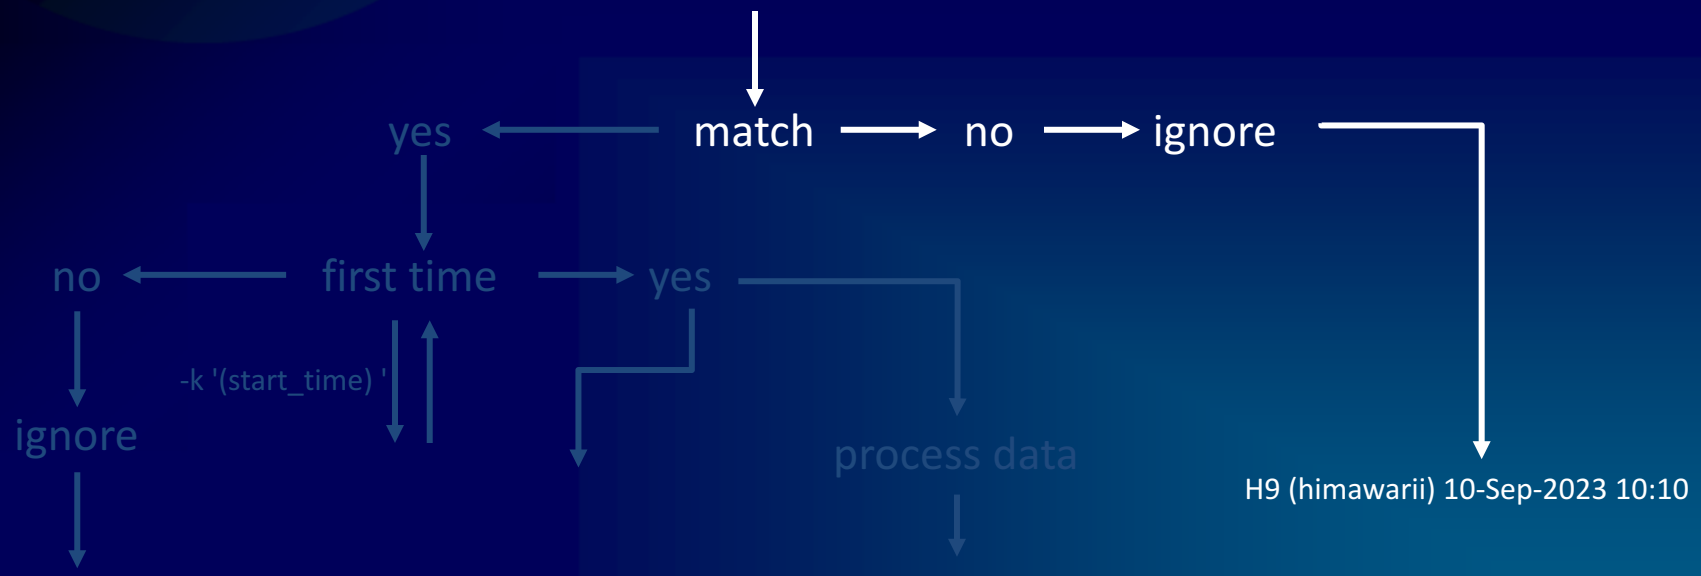 yes
match
no
ignore
no
first time
yes
-k '(start_time) '
ignore
process data
H9 (himawarii) 10-Sep-2023 10:10